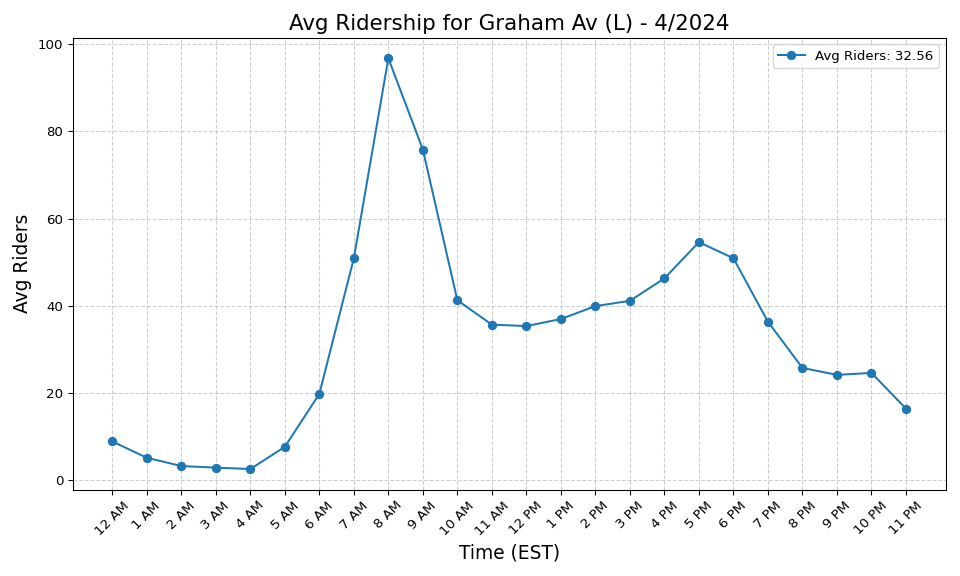 Avg Ridership for Graham Av (L) - 4/2024
Avg Riders: 32.56
Avg Riders
100
80
60
40
20
0
12 AM
1 AM
2 AM
3 AM
4 AM
5 AM
6 AM
7 AM
8 AM
9 AM
10 AM
11 AM
12 PM
1 PM
2 PM
3 PM
4 PM
5 PM
6 PM
7 PM
8 PM
9 PM
10 PM
11 PM
Time (EST)